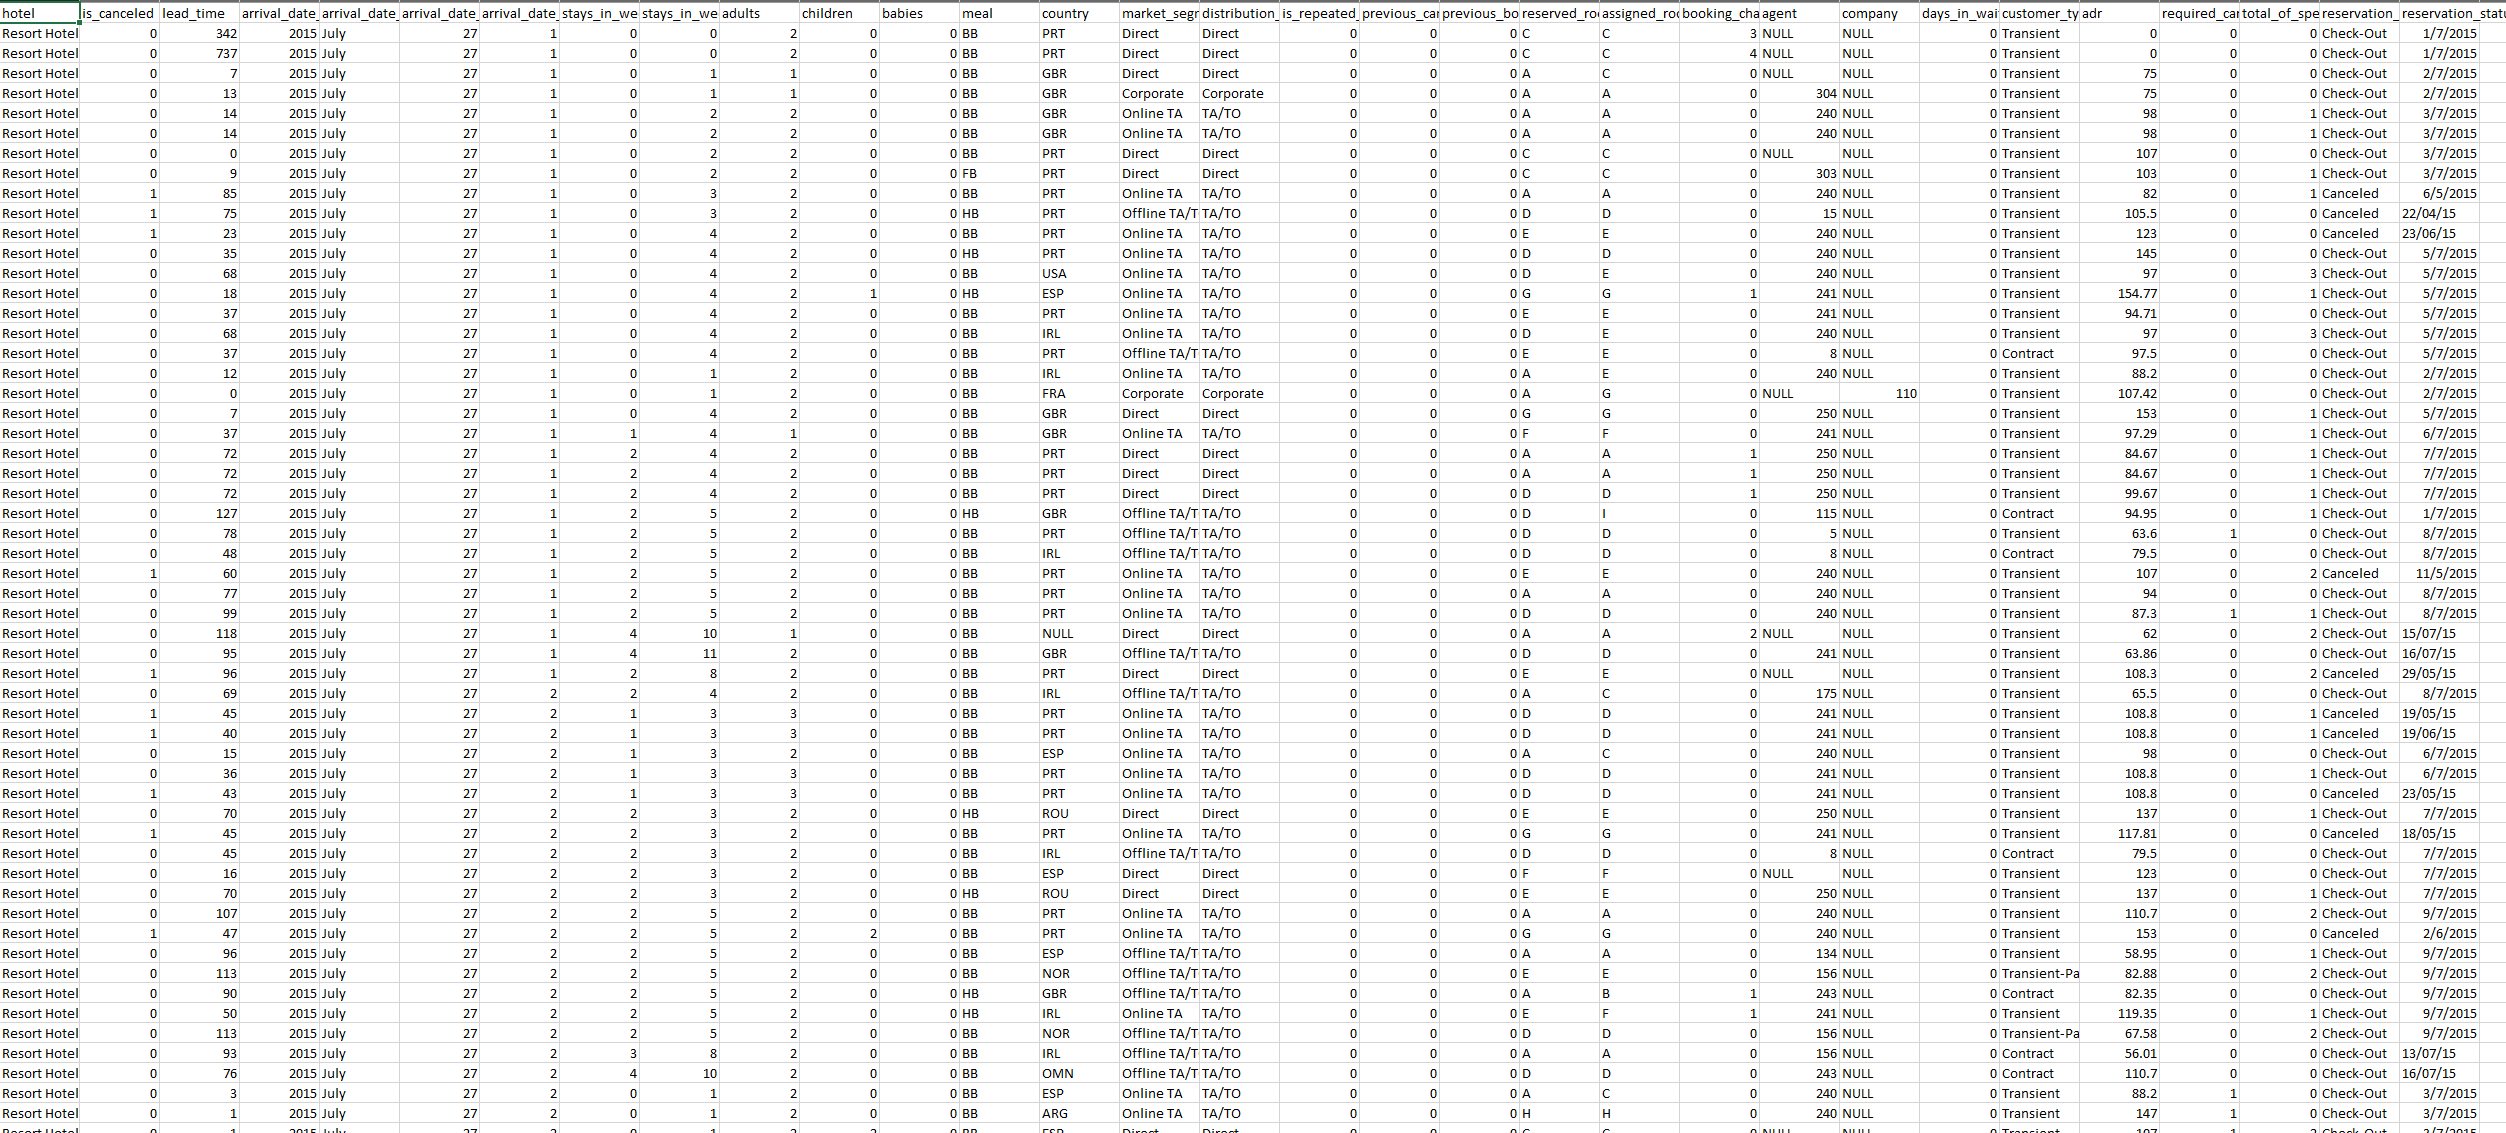 hotel is_canceled lead_time arrival_date_ arrival_date_ arrival_date_ arrival_date_ stays_in_we stays_in_we adults children babies meal country market_segr distribution_ is_repeated_ previous_car previous_bo reserved_ro assigned_ro booking_cha agent company days_in_wai customer_ty adr required_car total_of_spe reservation_ reservation_statu
Resort Hotel 0 342 2015 July 27 1 0 0 2 0 0 BB PRT Direct Direct 0 0 0 C C 3 NULL NULL 0 Transient 0 0 0 Check-Out 1/7/2015
Resort Hotel 0 737 2015 July 27 1 0 0 2 0 0 BB PRT Direct Direct 0 0 0 C C 4 NULL NULL 0 Transient 0 0 0 Check-Out 1/7/2015
Resort Hotel 0 7 2015 July 27 1 0 1 1 0 0 BB GBR Direct Direct 0 0 0 A C 0 NULL NULL 0 Transient 75 0 0 Check-Out 2/7/2015
Resort Hotel 0 13 2015 July 27 1 0 1 1 0 0 BB GBR Corporate Corporate 0 0 0 A A 0 304 NULL 0 Transient 75 0 0 Check-Out 2/7/2015
Resort Hotel 0 14 2015 July 27 1 0 2 2 0 0 BB GBR Online TA TA/TO 0 0 0 A A 0 240 NULL 0 Transient 98 0 1 Check-Out 3/7/2015
Resort Hotel 0 14 2015 July 27 1 0 2 2 0 0 BB GBR Online TA TA/TO 0 0 0 A A 0 240 NULL 0 Transient 98 0 1 Check-Out 3/7/2015
Resort Hotel 0 0 2015 July 27 1 0 2 2 0 0 BB PRT Direct Direct 0 0 0 C C 0 NULL NULL 0 Transient 107 0 0 Check-Out 3/7/2015
Resort Hotel 0 9 2015 July 27 1 0 2 2 0 0 FB PRT Direct Direct 0 0 0 C C 0 303 NULL 0 Transient 103 0 1 Check-Out 3/7/2015
Resort Hotel 1 85 2015 July 27 1 0 3 2 0 0 BB PRT Online TA TA/TO 0 0 0 A A 0 240 NULL 0 Transient 82 0 1 Canceled 6/5/2015
Resort Hotel 1 75 2015 July 27 1 0 3 2 0 0 HB PRT Offline TA/T TA/TO 0 0 0 D D 0 15 NULL 0 Transient 105.5 0 0 Canceled 22/04/15
Resort Hotel 1 23 2015 July 27 1 0 4 2 0 0 BB PRT Online TA TA/TO 0 0 0 E E 0 240 NULL 0 Transient 123 0 0 Canceled 23/06/15
Resort Hotel 0 35 2015 July 27 1 0 4 2 0 0 HB PRT Online TA TA/TO 0 0 0 D D 0 240 NULL 0 Transient 145 0 0 Check-Out 5/7/2015
Resort Hotel 0 68 2015 July 27 1 0 4 2 0 0 BB USA Online TA TA/TO 0 0 0 D E 0 240 NULL 0 Transient 97 0 3 Check-Out 5/7/2015
Resort Hotel 0 18 2015 July 27 1 0 4 2 1 0 HB ESP Online TA TA/TO 0 0 0 G G 1 241 NULL 0 Transient 154.77 0 1 Check-Out 5/7/2015
Resort Hotel 0 37 2015 July 27 1 0 4 2 0 0 BB PRT Online TA TA/TO 0 0 0 E E 0 241 NULL 0 Transient 94.71 0 0 Check-Out 5/7/2015
Resort Hotel 0 68 2015 July 27 1 0 4 2 0 0 BB IRL Online TA TA/TO 0 0 0 D E 0 240 NULL 0 Transient 97 0 3 Check-Out 5/7/2015
Resort Hotel 0 37 2015 July 27 1 0 4 2 0 0 BB PRT Offline TA/T TA/TO 0 0 0 E E 0 8 NULL 0 Contract 97.5 0 0 Check-Out 5/7/2015
Resort Hotel 0 12 2015 July 27 1 0 1 2 0 0 BB IRL Online TA TA/TO 0 0 0 A E 0 240 NULL 0 Transient 88.2 0 0 Check-Out 2/7/2015
Resort Hotel 0 0 2015 July 27 1 0 1 2 0 0 BB FRA Corporate Corporate 0 0 0 A G 0 NULL 110 0 Transient 107.42 0 0 Check-Out 2/7/2015
Resort Hotel 0 7 2015 July 27 1 0 4 2 0 0 BB GBR Direct Direct 0 0 0 G G 0 250 NULL 0 Transient 153 0 1 Check-Out 5/7/2015
Resort Hotel 0 37 2015 July 27 1 1 4 1 0 0 BB GBR Online TA TA/TO 0 0 0 F F 0 241 NULL 0 Transient 97.29 0 1 Check-Out 6/7/2015
Resort Hotel 0 72 2015 July 27 1 2 4 2 0 0 BB PRT Direct Direct 0 0 0 A A 1 250 NULL 0 Transient 84.67 0 1 Check-Out 7/7/2015
Resort Hotel 0 72 2015 July 27 1 2 4 2 0 0 BB PRT Direct Direct 0 0 0 A A 1 250 NULL 0 Transient 84.67 0 1 Check-Out 7/7/2015
Resort Hotel 0 72 2015 July 27 1 2 4 2 0 0 BB PRT Direct Direct 0 0 0 D D 1 250 NULL 0 Transient 99.67 0 1 Check-Out 7/7/2015
Resort Hotel 0 127 2015 July 27 1 2 5 2 0 0 HB GBR Offline TA/T TA/TO 0 0 0 D I 0 115 NULL 0 Contract 94.95 0 1 Check-Out 1/7/2015
Resort Hotel 0 78 2015 July 27 1 2 5 2 0 0 BB PRT Offline TA/T TA/TO 0 0 0 D D 0 5 NULL 0 Transient 63.6 1 0 Check-Out 8/7/2015
Resort Hotel 0 48 2015 July 27 1 2 5 2 0 0 BB IRL Offline TA/T TA/TO 0 0 0 D D 0 8 NULL 0 Contract 79.5 0 0 Check-Out 8/7/2015
Resort Hotel 1 60 2015 July 27 1 2 5 2 0 0 BB PRT Online TA TA/TO 0 0 0 E E 0 240 NULL 0 Transient 107 0 2 Canceled 11/5/2015
Resort Hotel 0 77 2015 July 27 1 2 5 2 0 0 BB PRT Online TA TA/TO 0 0 0 A A 0 240 NULL 0 Transient 94 0 0 Check-Out 8/7/2015
Resort Hotel 0 99 2015 July 27 1 2 5 2 0 0 BB PRT Online TA TA/TO 0 0 0 D D 0 240 NULL 0 Transient 87.3 1 1 Check-Out 8/7/2015
Resort Hotel 0 118 2015 July 27 1 4 10 1 0 0 BB NULL Direct Direct 0 0 0 A A 2 NULL NULL 0 Transient 62 0 2 Check-Out 15/07/15
Resort Hotel 0 95 2015 July 27 1 4 11 2 0 0 BB GBR Offline TA/T TA/TO 0 0 0 D D 0 241 NULL 0 Transient 63.86 0 0 Check-Out 16/07/15
Resort Hotel 1 96 2015 July 27 1 2 8 2 0 0 BB PRT Direct Direct 0 0 0 E E 0 NULL NULL 0 Transient 108.3 0 2 Canceled 29/05/15
Resort Hotel 0 69 2015 July 27 2 2 4 2 0 0 BB IRL Offline TA/T TA/TO 0 0 0 A C 0 175 NULL 0 Transient 65.5 0 0 Check-Out 8/7/2015
Resort Hotel 1 45 2015 July 27 2 1 3 3 0 0 BB PRT Online TA TA/TO 0 0 0 D D 0 241 NULL 0 Transient 108.8 0 1 Canceled 19/05/15
Resort Hotel 1 40 2015 July 27 2 1 3 3 0 0 BB PRT Online TA TA/TO 0 0 0 D D 0 241 NULL 0 Transient 108.8 0 1 Canceled 19/06/15
Resort Hotel 0 15 2015 July 27 2 1 3 2 0 0 BB ESP Online TA TA/TO 0 0 0 A C 0 240 NULL 0 Transient 98 0 0 Check-Out 6/7/2015
Resort Hotel 0 36 2015 July 27 2 1 3 3 0 0 BB PRT Online TA TA/TO 0 0 0 D D 0 241 NULL 0 Transient 108.8 0 1 Check-Out 6/7/2015
Resort Hotel 1 43 2015 July 27 2 1 3 3 0 0 BB PRT Online TA TA/TO 0 0 0 D D 0 241 NULL 0 Transient 108.8 0 0 Canceled 23/05/15
Resort Hotel 0 70 2015 July 27 2 2 3 2 0 0 HB ROU Direct Direct 0 0 0 E E 0 250 NULL 0 Transient 137 0 1 Check-Out 7/7/2015
Resort Hotel 1 45 2015 July 27 2 2 3 2 0 0 BB PRT Online TA TA/TO 0 0 0 G G 0 241 NULL 0 Transient 117.81 0 0 Canceled 18/05/15
Resort Hotel 0 45 2015 July 27 2 2 3 2 0 0 BB IRL Offline TA/T TA/TO 0 0 0 D D 0 8 NULL 0 Contract 79.5 0 0 Check-Out 7/7/2015
Resort Hotel 0 16 2015 July 27 2 2 3 2 0 0 BB ESP Direct Direct 0 0 0 F F 0 NULL NULL 0 Transient 123 0 0 Check-Out 7/7/2015
Resort Hotel 0 70 2015 July 27 2 2 3 2 0 0 HB ROU Direct Direct 0 0 0 E E 0 250 NULL 0 Transient 137 0 1 Check-Out 7/7/2015
Resort Hotel 0 107 2015 July 27 2 2 5 2 0 0 BB PRT Online TA TA/TO 0 0 0 A A 0 240 NULL 0 Transient 110.7 0 2 Check-Out 9/7/2015
Resort Hotel 1 47 2015 July 27 2 2 5 2 2 0 BB PRT Online TA TA/TO 0 0 0 G G 0 240 NULL 0 Transient 153 0 0 Canceled 2/6/2015
Resort Hotel 0 96 2015 July 27 2 2 5 2 0 0 BB ESP Offline TA/T TA/TO 0 0 0 A A 0 134 NULL 0 Transient 58.95 0 1 Check-Out 9/7/2015
Resort Hotel 0 113 2015 July 27 2 2 5 2 0 0 BB NOR Offline TA/T TA/TO 0 0 0 E E 0 156 NULL 0 Transient-Pa 82.88 0 2 Check-Out 9/7/2015
Resort Hotel 0 90 2015 July 27 2 2 5 2 0 0 HB GBR Offline TA/T TA/TO 0 0 0 A B 1 243 NULL 0 Contract 82.35 0 0 Check-Out 9/7/2015
Resort Hotel 0 50 2015 July 27 2 2 5 2 0 0 HB IRL Online TA TA/TO 0 0 0 E F 1 241 NULL 0 Transient 119.35 0 1 Check-Out 9/7/2015
Resort Hotel 0 113 2015 July 27 2 2 5 2 0 0 BB NOR Offline TA/T TA/TO 0 0 0 D D 0 156 NULL 0 Transient-Pa 67.58 0 2 Check-Out 9/7/2015
Resort Hotel 0 93 2015 July 27 2 3 8 2 0 0 BB IRL Offline TA/T TA/TO 0 0 0 A A 0 156 NULL 0 Contract 56.01 0 0 Check-Out 13/07/15
Resort Hotel 0 76 2015 July 27 2 4 10 2 0 0 BB OMN Offline TA/T TA/TO 0 0 0 D D 0 243 NULL 0 Contract 110.7 0 0 Check-Out 16/07/15
Resort Hotel 0 3 2015 July 27 2 0 1 2 0 0 BB ESP Online TA TA/TO 0 0 0 A C 0 240 NULL 0 Transient 88.2 1 0 Check-Out 3/7/2015
Resort Hotel 0 1 2015 July 27 2 0 1 2 0 0 BB ARG Online TA TA/TO 0 0 0 H H 0 240 NULL 0 Transient 147 1 0 Check-Out 3/7/2015